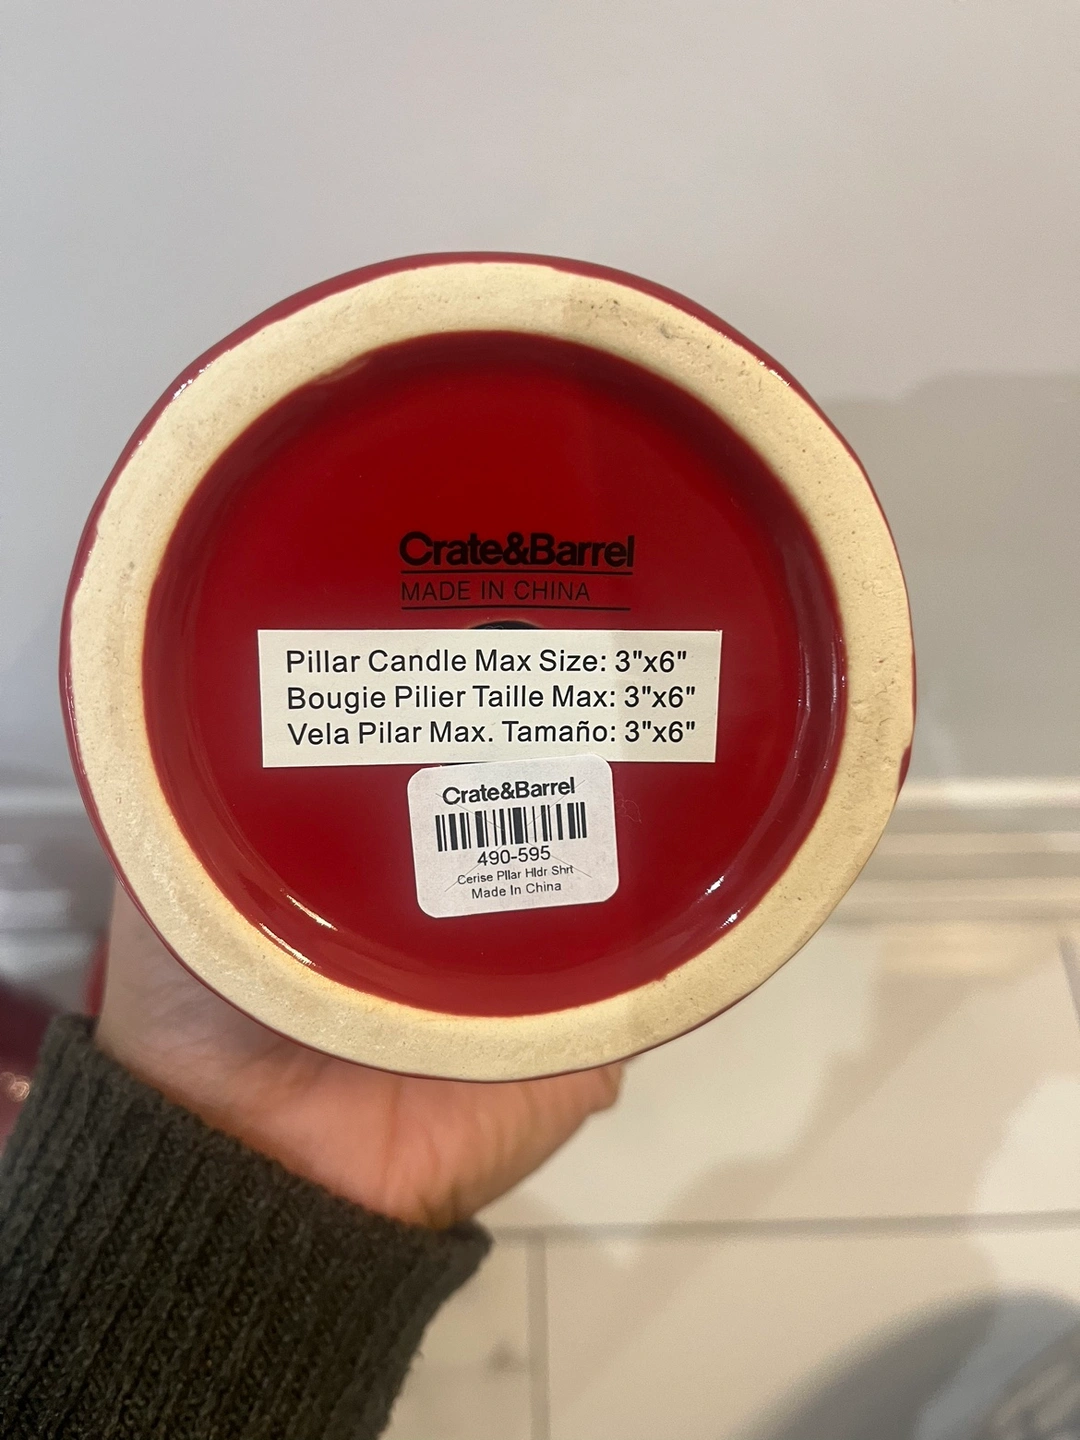 Crate&Barrel
MADE IN CHINA
Pillar Candle Max Size: 3"x6"
Bougie Pilier Taille Max: 3"x6"
Vela Pilar Max. Tamaño: 3"x6"
Crate&Barrel
490-595
Cerise Pllar Hldr Shrt
Made In China